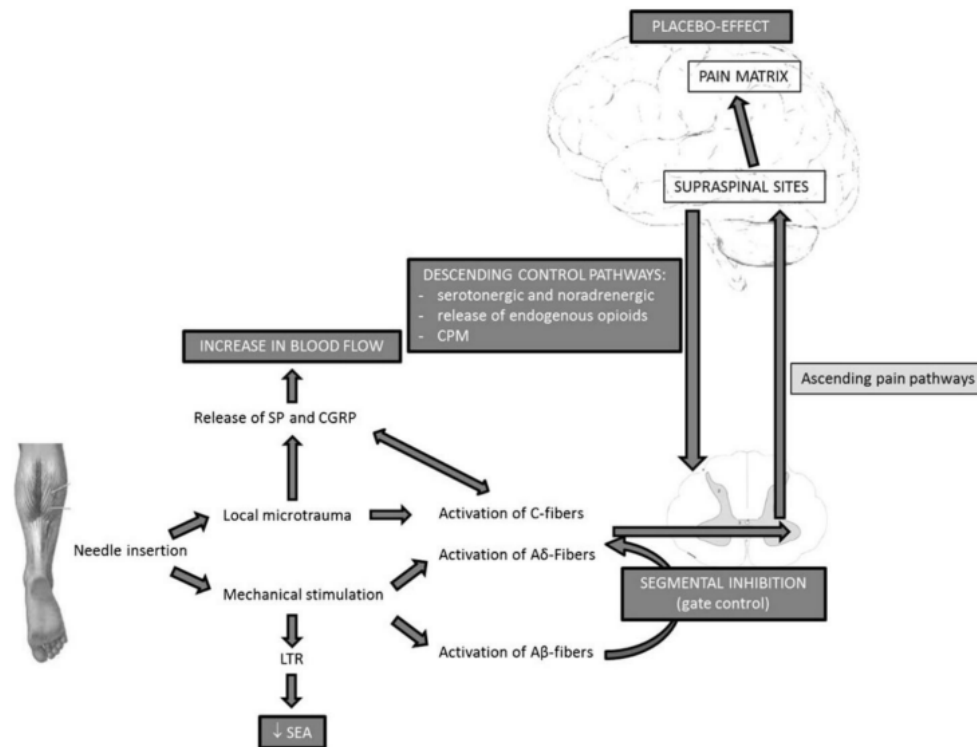 PLACEBO-EFFECT
PAIN MATRIX
SUPRASPINAL SITES
DESCENDING CONTROL PATHWAYS:
- serotonergic and noradrenergic
- release of endogenous opioids
- CPM
INCREASE IN BLOOD FLOW
Ascending pain pathways
Release of SP and CGRP
Local microtrauma
Activation of C-fibers
Needle insertion
Activation of Aδ-Fibers
Mechanical stimulation
SEGMENTAL INHIBITION
(gate control)
Activation of Aβ-fibers
LTR
↓ SEA